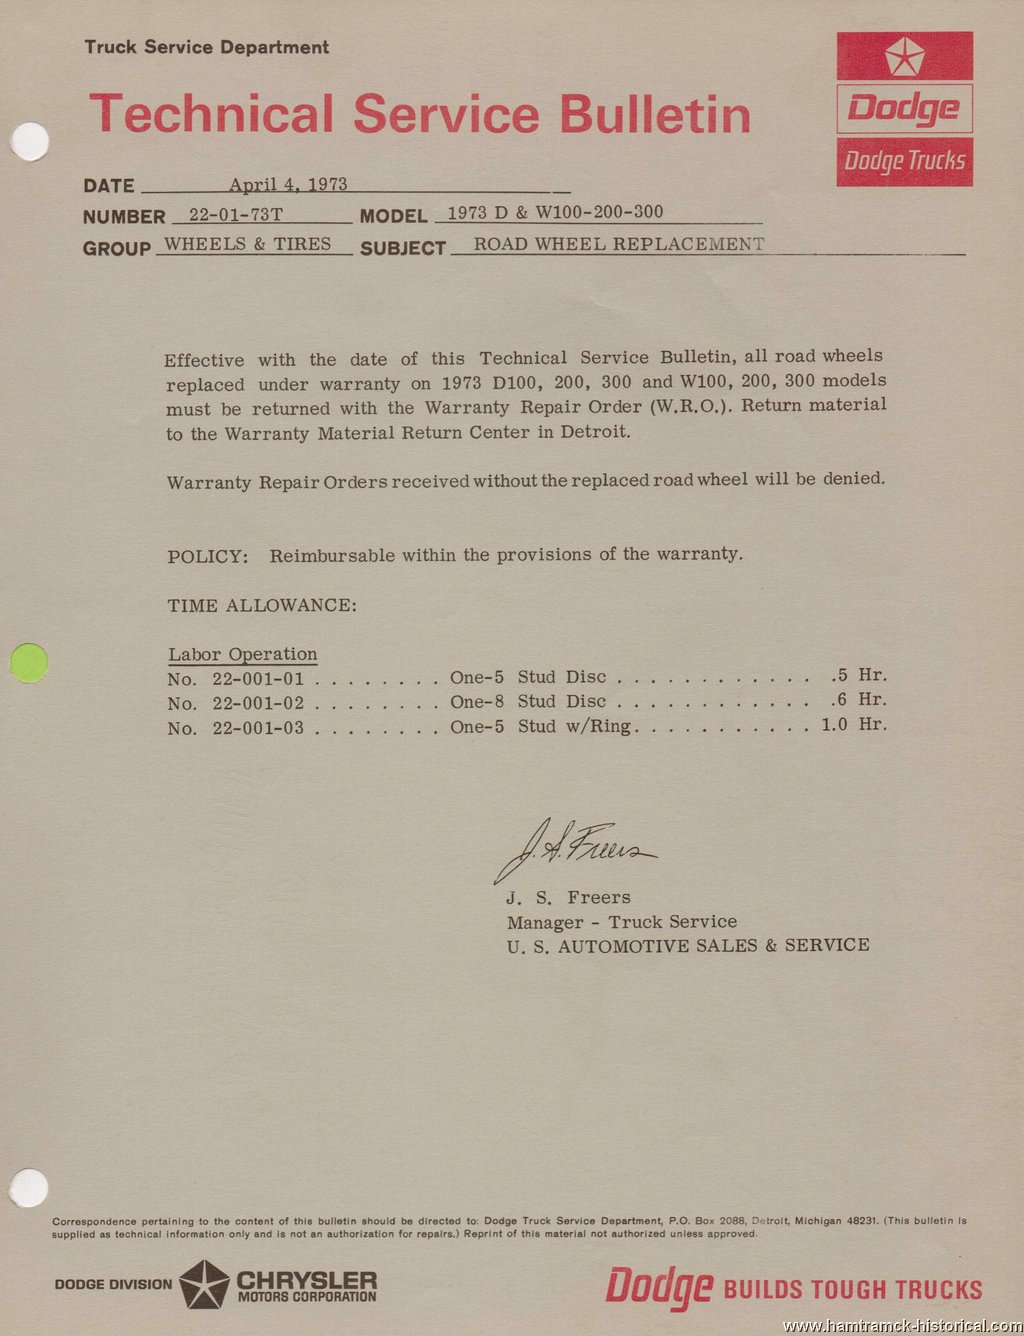 Truck Service Department
Technical Service Bulletin
Dodge
Dodge Trucks
DATE April 4, 1973
NUMBER 22-01-73T MODEL 1973 D & W100-200-300
GROUP WHEELS & TIRES SUBJECT ROAD WHEEL REPLACEMENT
Effective with the date of this Technical Service Bulletin, all road wheels
replaced under warranty on 1973 D100, 200, 300 and W100, 200, 300 models
must be returned with the Warranty Repair Order (W.R.O.). Return material
to the Warranty Material Return Center in Detroit.
Warranty Repair Orders received without the replaced road wheel will be denied.
POLICY: Reimbursable within the provisions of the warranty.
TIME ALLOWANCE:
Labor Operation
No. 22-001-01 . . . . . . . . One-5 Stud Disc . . . . . . . . . . . . .5 Hr.
No. 22-001-02 . . . . . . . . One-8 Stud Disc . . . . . . . . . . . . .6 Hr.
No. 22-001-03 . . . . . . . . One-5 Stud w/Ring. . . . . . . . . . . 1.0 Hr.
J. S. Freers
J. S. Freers
Manager - Truck Service
U. S. AUTOMOTIVE SALES & SERVICE
Correspondence pertaining to the content of this bulletin should be directed to: Dodge Truck Service Department, P.O. Box 2088, Detroit, Michigan 48231. (This bulletin is
supplied as technical information only and is not an authorization for repairs.) Reprint of this material not authorized unless approved.
DODGE DIVISION CHRYSLER
MOTORS CORPORATION
Dodge BUILDS TOUGH TRUCKS
www.hamtramck-historical.com